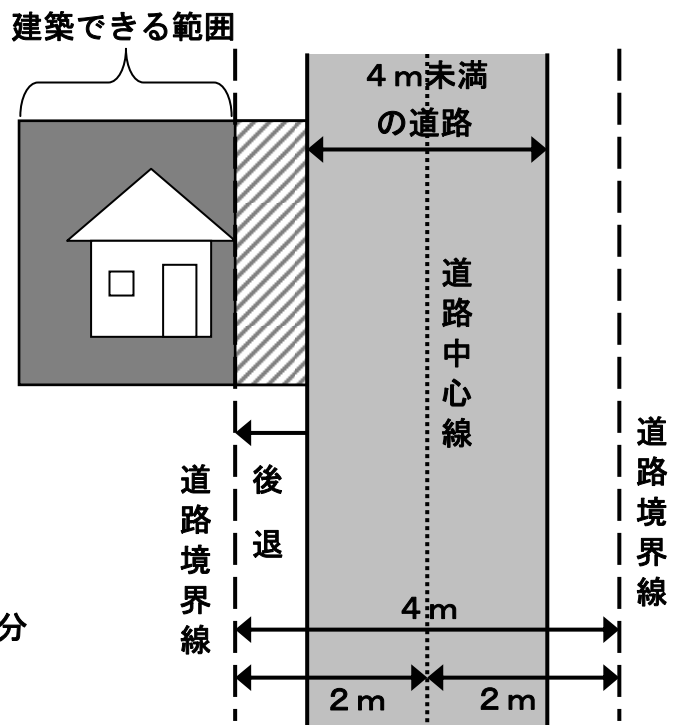 建築できる範囲
４ｍ未満
の道路
道路中心線
道路境界線
後退
道路境界線
分
４ｍ
２ｍ
２ｍ